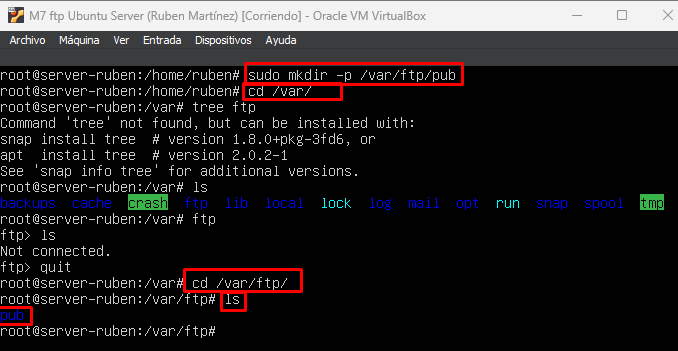 M7 ftp Ubuntu Server (Ruben Martínez) [Corriendo] - Oracle VM VirtualBox
Archivo Máquina Ver Entrada Dispositivos Ayuda
root@server-ruben:/home/ruben# sudo mkdir -p /var/ftp/pub
root@server-ruben:/home/ruben# cd /var/
root@server-ruben:/var# tree ftp
Command 'tree' not found, but can be installed with:
snap install tree  # version 1.8.0+pkg-3fd6, or
apt  install tree  # version 2.0.2-1
See 'snap info tree' for additional versions.
root@server-ruben:/var# ls
backups cache crash ftp lib local lock log mail opt run snap spool tmp
root@server-ruben:/var# ftp
ftp> ls
Not connected.
ftp> quit
root@server-ruben:/var# cd /var/ftp/
root@server-ruben:/var/ftp# ls
pub
root@server-ruben:/var/ftp#